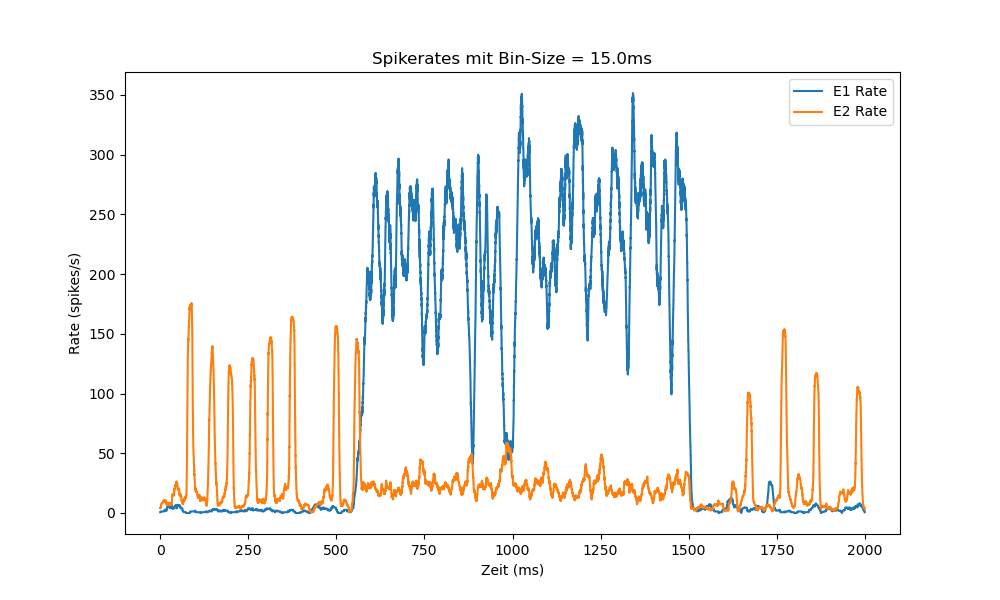 Spikerates mit Bin-Size = 15.0ms
E1 Rate
E2 Rate
350
300
250
200
150
100
50
0
Rate (spikes/s)
0 250 500 750 1000 1250 1500 1750 2000
Zeit (ms)